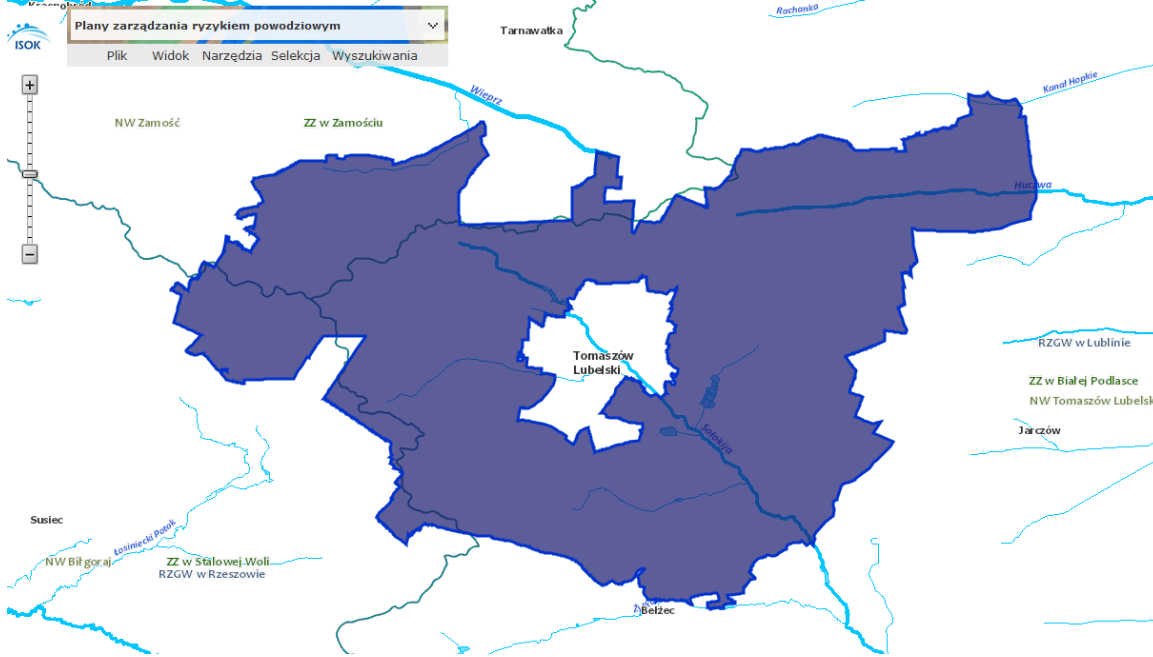 Krasnobród
Plany zarządzania ryzykiem powodziowym
ISOK
Plik Widok Narzędzia Selekcja Wyszukiwania
Rachanka
Tarnawatka
Kanał Hopkie
Wieprz
NW Zamość
ZZ w Zamościu
Huczwa
RZGW w Lublinie
Tomaszów
Lubelski
ZZ w Białej Podlasce
NW Tomaszów Lubelsk
Jarczów
Sołokija
Susiec
Łosiniecki Potok
NW Biłgoraj
ZZ w Stalowej Woli
RZGW w Rzeszowie
Bełżec